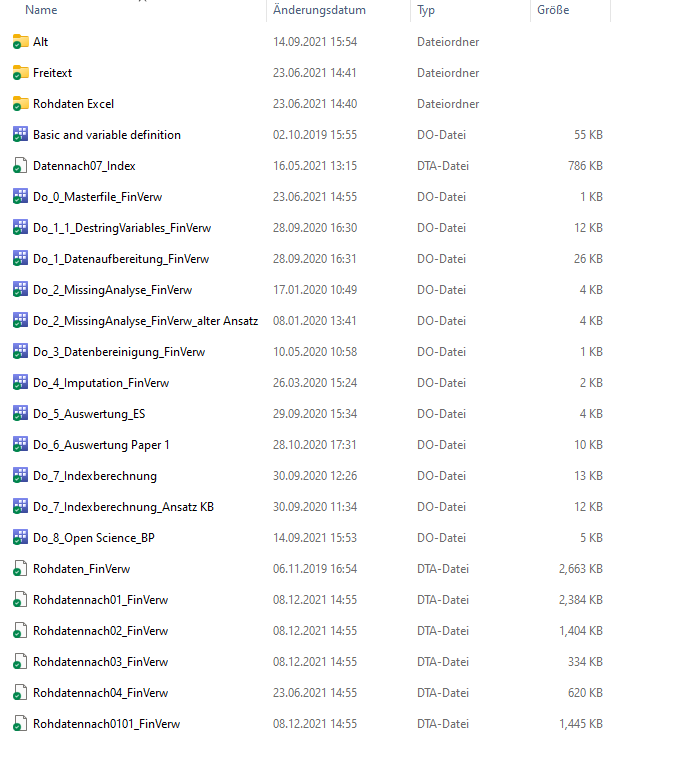 Name Änderungsdatum Typ Größe
Alt 14.09.2021 15:54 Dateiordner
Freitext 23.06.2021 14:41 Dateiordner
Rohdaten Excel 23.06.2021 14:40 Dateiordner
Basic and variable definition 02.10.2019 15:55 DO-Datei 55 KB
Datennach07_Index 16.05.2021 13:15 DTA-Datei 786 KB
Do_0_Masterfile_FinVerw 23.06.2021 14:55 DO-Datei 1 KB
Do_1_1_DestringVariables_FinVerw 28.09.2020 16:30 DO-Datei 12 KB
Do_1_Datenaufbereitung_FinVerw 28.09.2020 16:31 DO-Datei 26 KB
Do_2_MissingAnalyse_FinVerw 17.01.2020 10:49 DO-Datei 4 KB
Do_2_MissingAnalyse_FinVerw_alter Ansatz 08.01.2020 13:41 DO-Datei 4 KB
Do_3_Datenbereinigung_FinVerw 10.05.2020 10:58 DO-Datei 1 KB
Do_4_Imputation_FinVerw 26.03.2020 15:24 DO-Datei 2 KB
Do_5_Auswertung_ES 29.09.2020 15:34 DO-Datei 4 KB
Do_6_Auswertung Paper 1 28.10.2020 17:31 DO-Datei 10 KB
Do_7_Indexberechnung 30.09.2020 12:26 DO-Datei 13 KB
Do_7_Indexberechnung_Ansatz KB 30.09.2020 11:34 DO-Datei 12 KB
Do_8_Open Science_BP 14.09.2021 15:53 DO-Datei 5 KB
Rohdaten_FinVerw 06.11.2019 16:54 DTA-Datei 2,663 KB
Rohdatennach01_FinVerw 08.12.2021 14:55 DTA-Datei 2,384 KB
Rohdatennach02_FinVerw 08.12.2021 14:55 DTA-Datei 1,404 KB
Rohdatennach03_FinVerw 08.12.2021 14:55 DTA-Datei 334 KB
Rohdatennach04_FinVerw 23.06.2021 14:55 DTA-Datei 620 KB
Rohdatennach0101_FinVerw 08.12.2021 14:55 DTA-Datei 1,445 KB